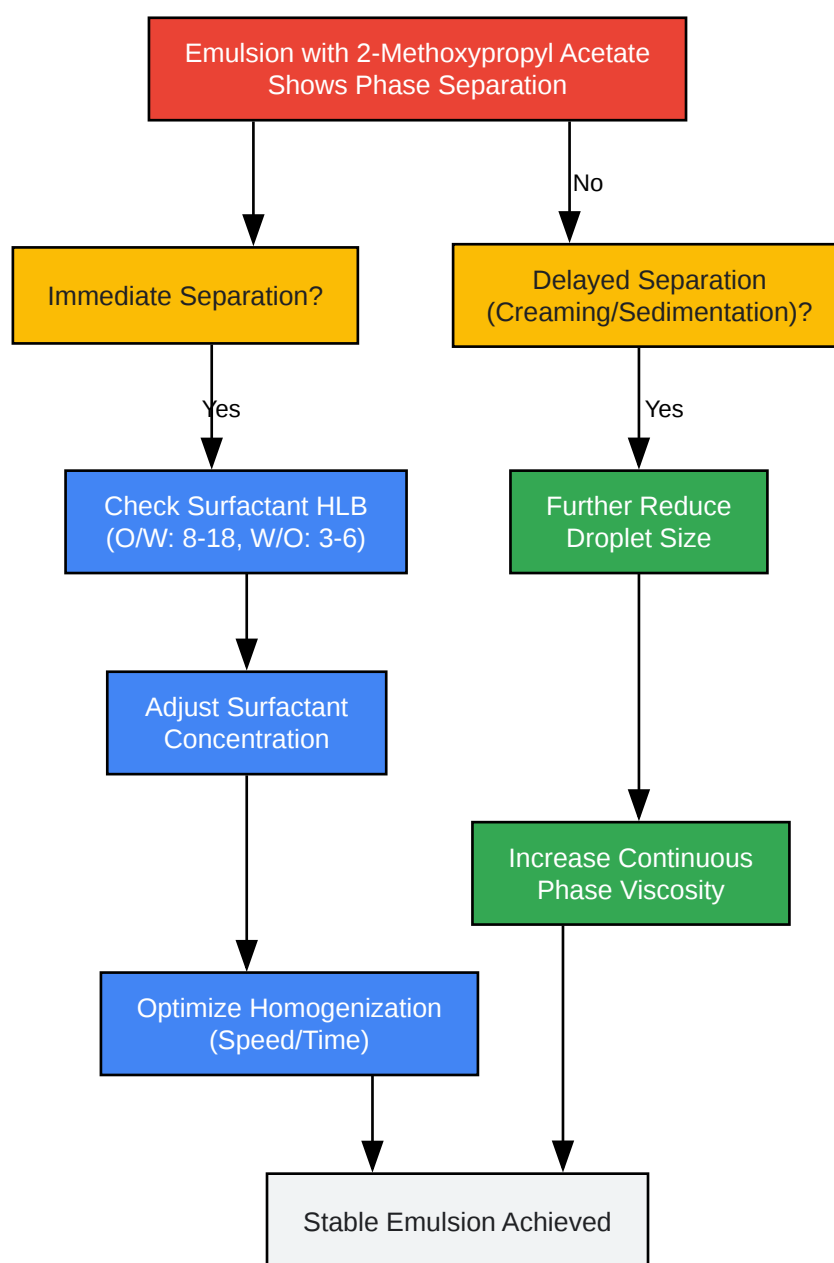 Emulsion with 2-Methoxypropyl Acetate
Shows Phase Separation
No
Immediate Separation?
Delayed Separation
(Creaming/Sedimentation)?
Yes
Yes
Check Surfactant HLB
(O/W: 8-18, W/O: 3-6)
Further Reduce
Droplet Size
Adjust Surfactant
Concentration
Increase Continuous
Phase Viscosity
Optimize Homogenization
(Speed/Time)
Stable Emulsion Achieved